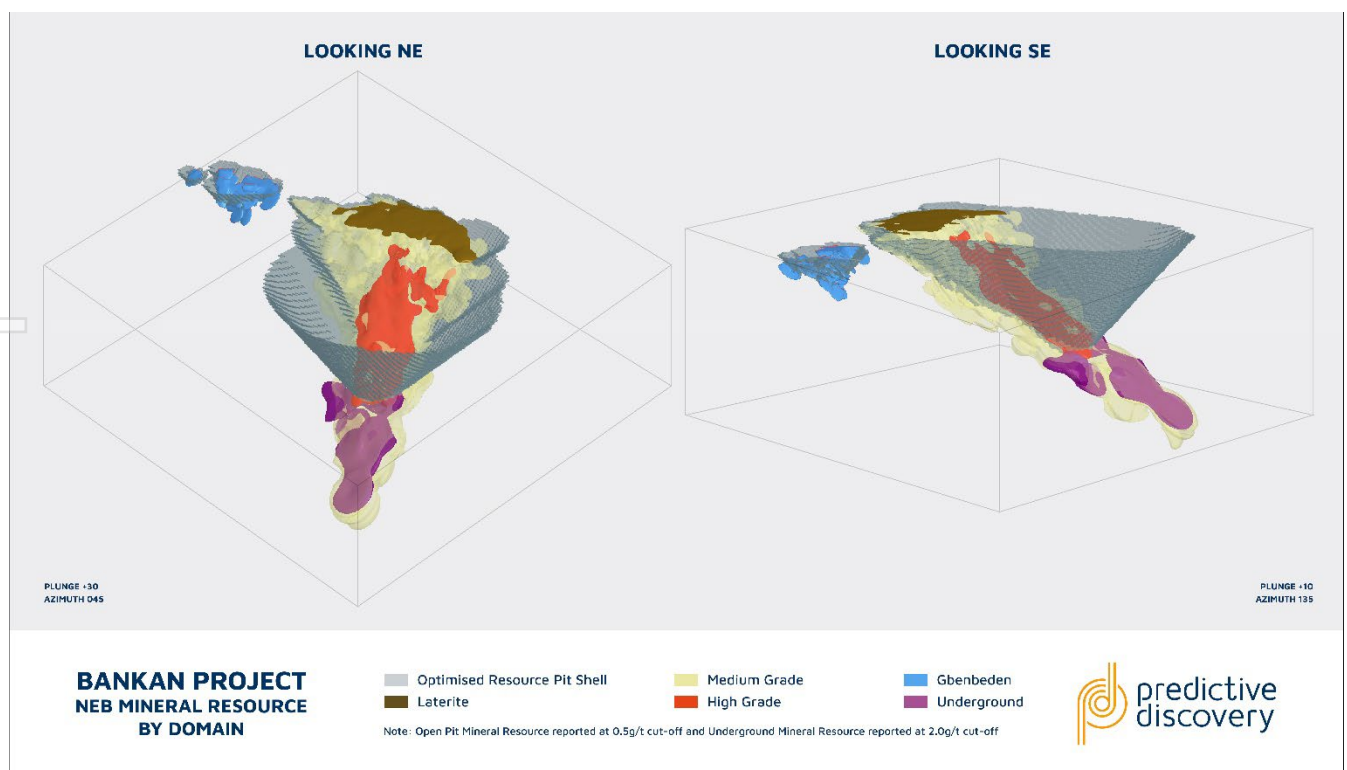 LOOKING NE
LOOKING SE
PLUNGE +30
AZIMUTH 045
PLUNGE +10
AZIMUTH 135
BANKAN PROJECT
NEB MINERAL RESOURCE
BY DOMAIN
Optimised Resource Pit Shell
Medium Grade
Gbenbeden
Laterite
High Grade
Underground
Note: Open Pit Mineral Resource reported at 0.5g/t cut-off and Underground Mineral Resource reported at 2.0g/t cut-off
predictive
discovery